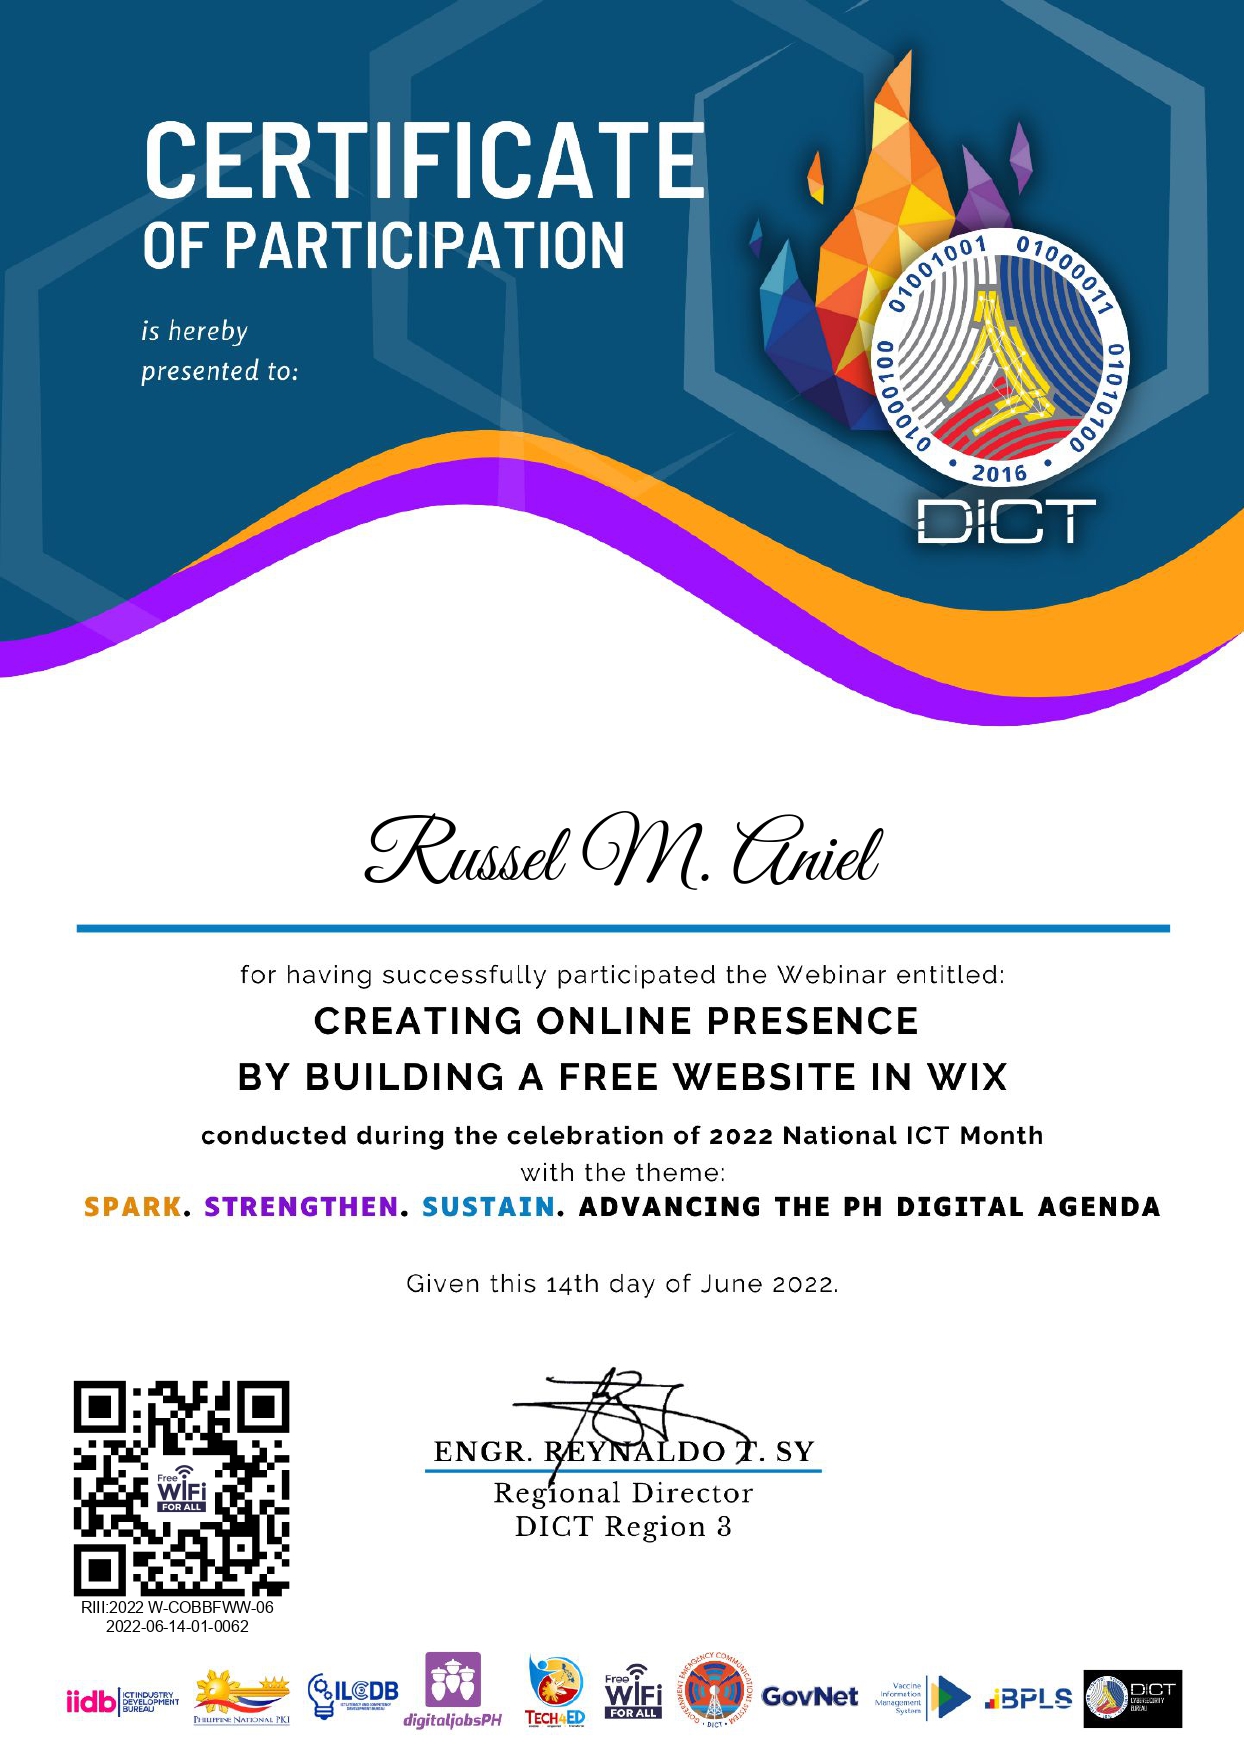 CERTIFICATE
OF PARTICIPATION
is hereby
presented to:
01000100 01001001 01000011 01010100
• 2016 •
DICT
Russel M. Aniel
for having successfully participated the Webinar entitled:
CREATING ONLINE PRESENCE
BY BUILDING A FREE WEBSITE IN WIX
conducted during the celebration of 2022 National ICT Month
with the theme:
SPARK. STRENGTHEN. SUSTAIN. ADVANCING THE PH DIGITAL AGENDA
Given this 14th day of June 2022.
Free
WiFi
FOR ALL
ENGR. REYNALDO T. SY
Regional Director
DICT Region 3
RIII:2022 W-COBBFWW-06
2022-06-14-01-0062
iidb ICT INDUSTRY
DEVELOPMENT
BUREAU
PHILIPPINE NATIONAL PKI
ILCDB
ICT LITERACY AND COMPETENCY
DEVELOPMENT BUREAU
digitaljobsPH
TECH4ED
Free
WiFi
FOR ALL
GOVERNMENT EMERGENCY COMMUNICATIONS SYSTEM
• DICT •
GovNet
Vaccine
Information
Management
System
iBPLS
DICT
CYBERSECURITY
BUREAU